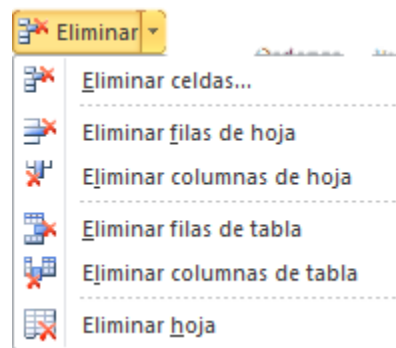 Eliminar
Eliminar celdas...
Eliminar filas de hoja
Eliminar columnas de hoja
Eliminar filas de tabla
Eliminar columnas de tabla
Eliminar hoja